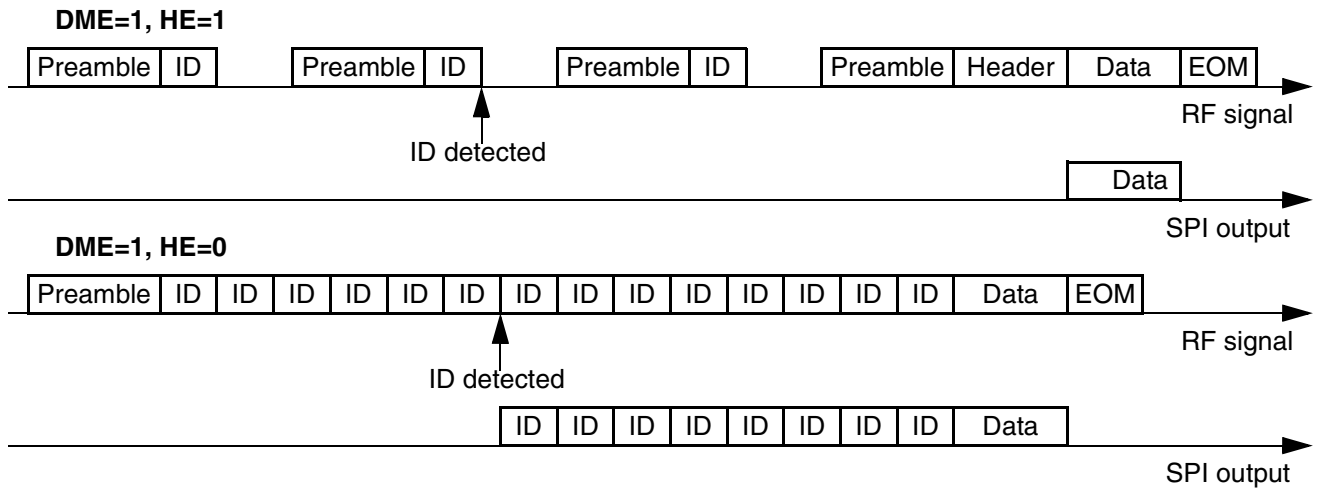 DME=1, HE=1
Preamble ID Preamble ID Preamble ID Preamble Header Data EOM
RF signal
ID detected
Data
SPI output
DME=1, HE=0
Preamble ID ID ID ID ID ID ID ID ID ID ID ID ID ID Data EOM
RF signal
ID detected
ID ID ID ID ID ID ID ID Data
SPI output